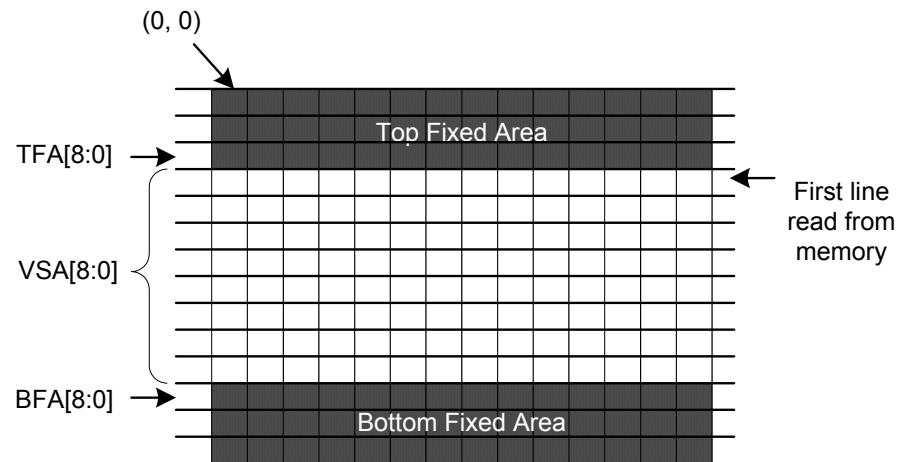 (0, 0)
Top Fixed Area
TFA[8:0]
First line
read from
memory
VSA[8:0]
BFA[8:0]
Bottom Fixed Area